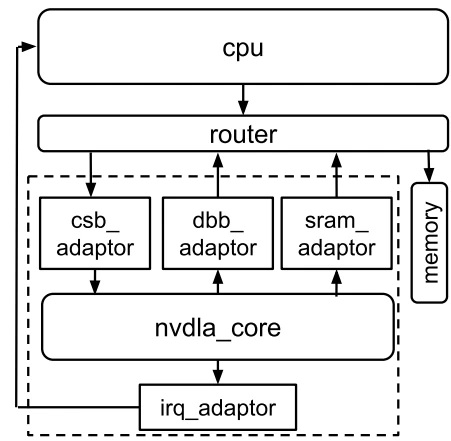 cpu
router
csb_
adaptor
dbb_
adaptor
sram_
adaptor
memory
nvdla_core
irq_adaptor